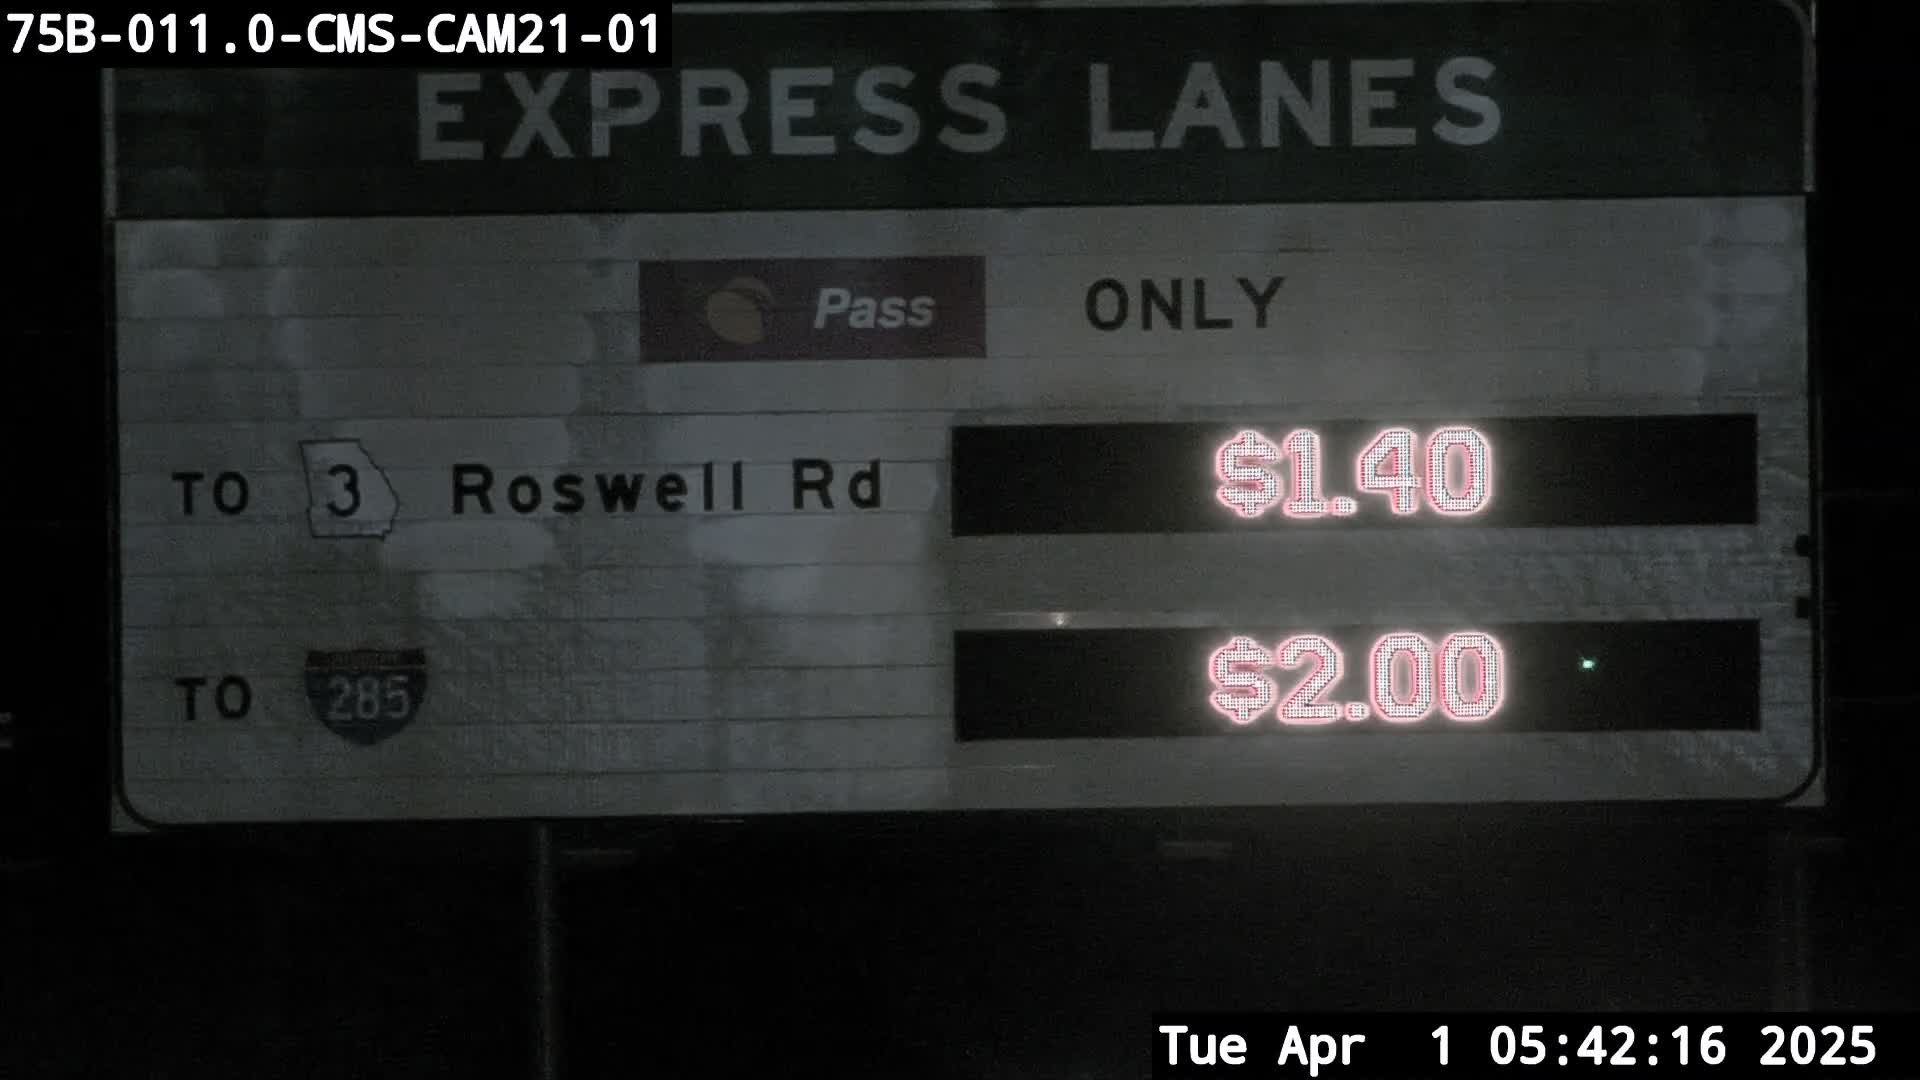 75B-011.0-CMS-CAM21-01
EXPRESS LANES
Pass ONLY
TO 3 Roswell Rd $1.40
TO 285 $2.00
Tue Apr 1 05:42:16 2025